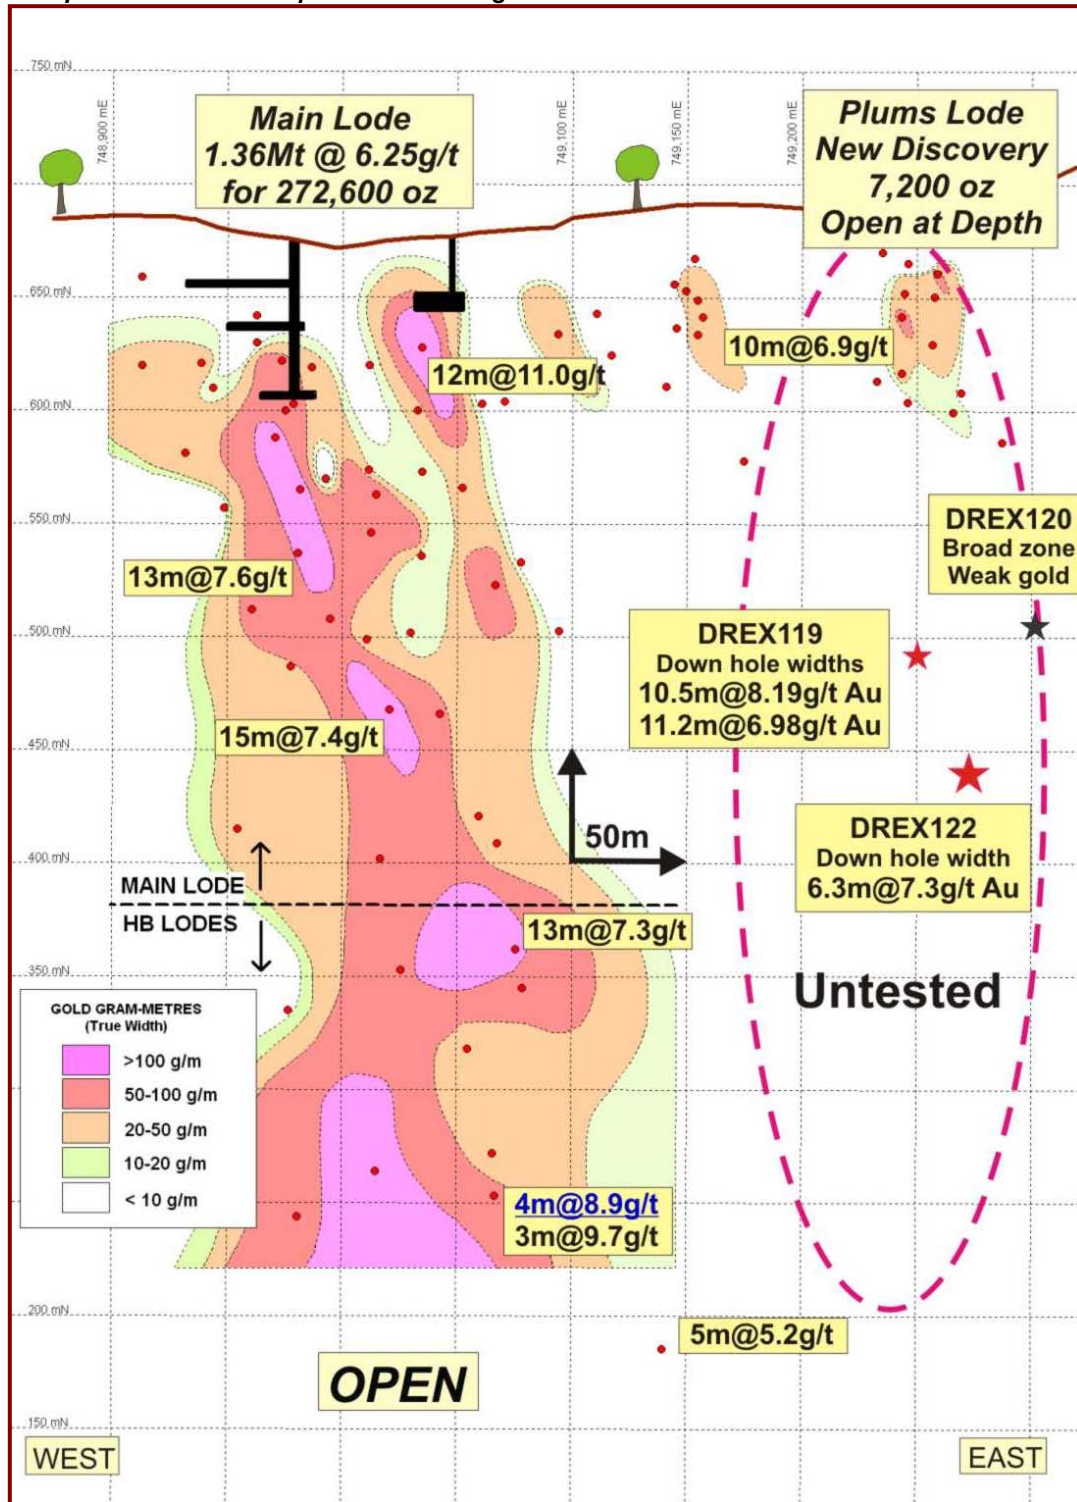 750 mN
748,900 mE
749,100 mE
749,150 mE
749,200 mE
Main Lode
1.36Mt @ 6.25g/t
for 272,600 oz
Plums Lode
New Discovery
7,200 oz
Open at Depth
650 mN
10m@6.9g/t
12m@11.0g/t
600 mN
550 mN
DREX120
Broad zone
Weak gold
13m@7.6g/t
500 mN
DREX119
Down hole widths
10.5m@8.19g/t Au
11.2m@6.98g/t Au
15m@7.4g/t
450 mN
50m
DREX122
Down hole width
6.3m@7.3g/t Au
400 mN
MAIN LODE
HB LODES
13m@7.3g/t
350 mN
Untested
GOLD GRAM-METRES
(True Width)
>100 g/m
50-100 g/m
20-50 g/m
10-20 g/m
< 10 g/m
4m@8.9g/t
3m@9.7g/t
200 mN
5m@5.2g/t
OPEN
150 mN
WEST
EAST